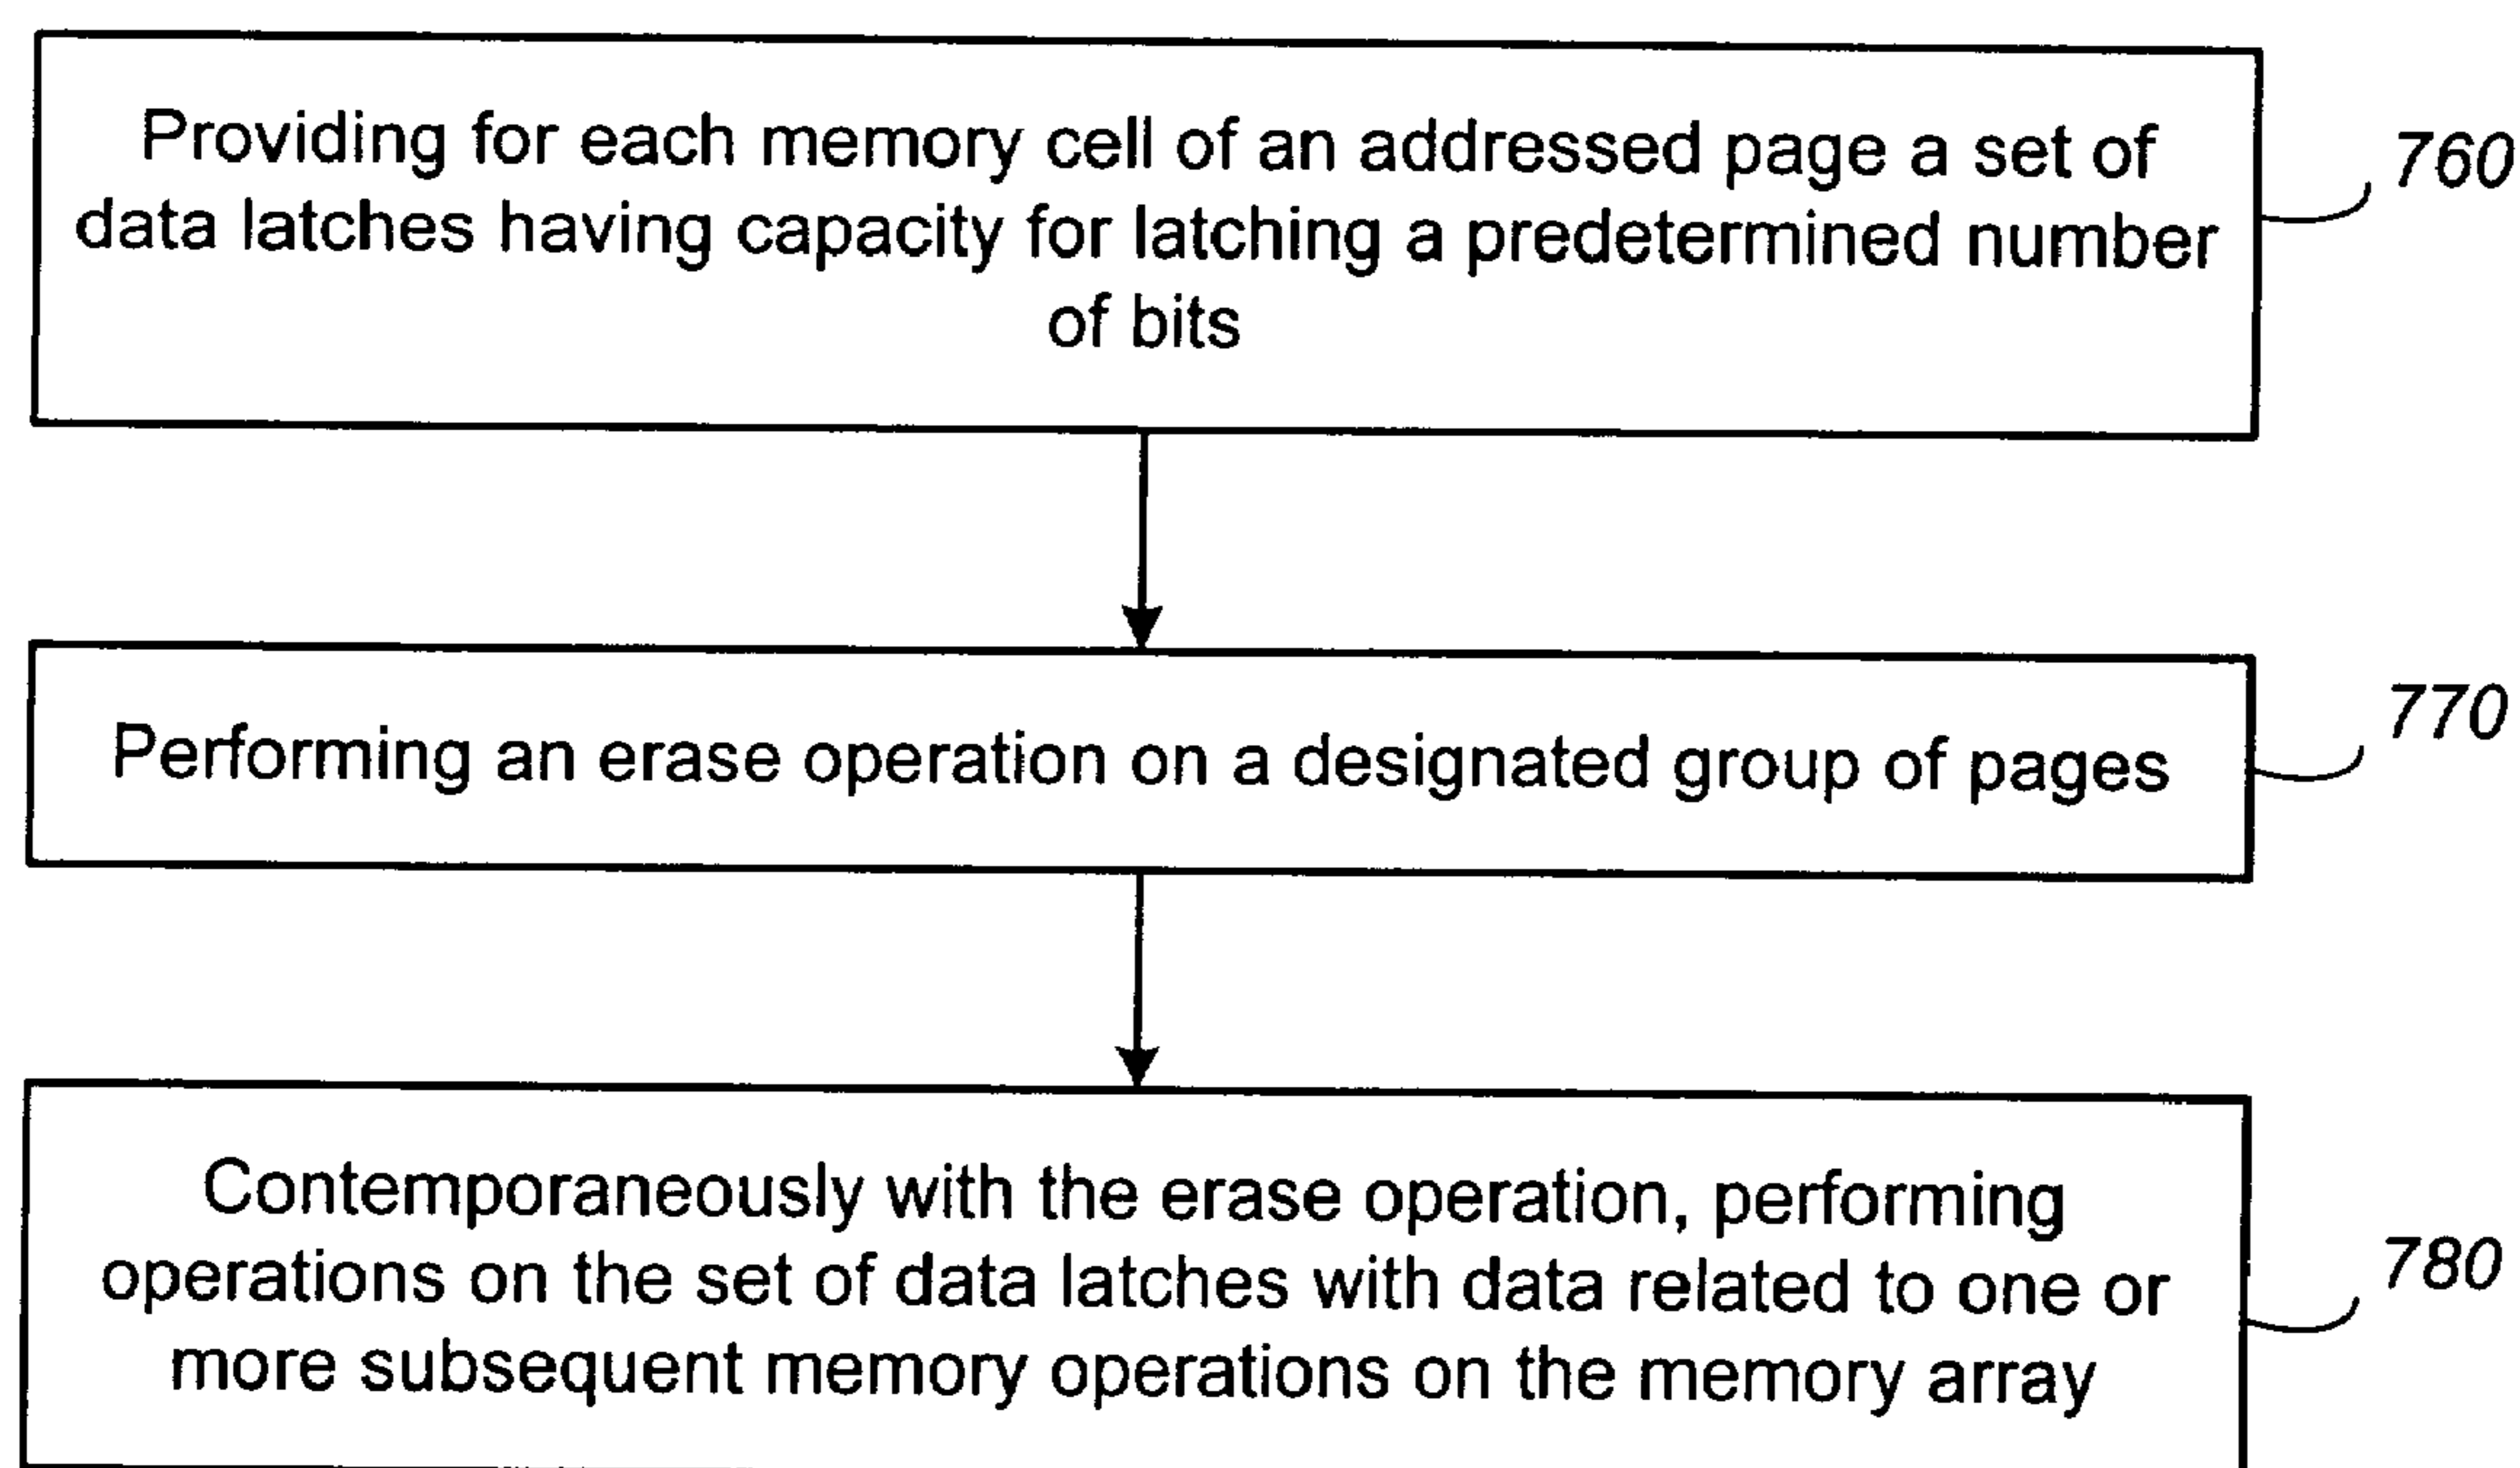 Providing for each memory cell of an addressed page a set of
data latches having capacity for latching a predetermined number
of bits
760
Performing an erase operation on a designated group of pages
770
Contemporaneously with the erase operation, performing
operations on the set of data latches with data related to one or
more subsequent memory operations on the memory array
780